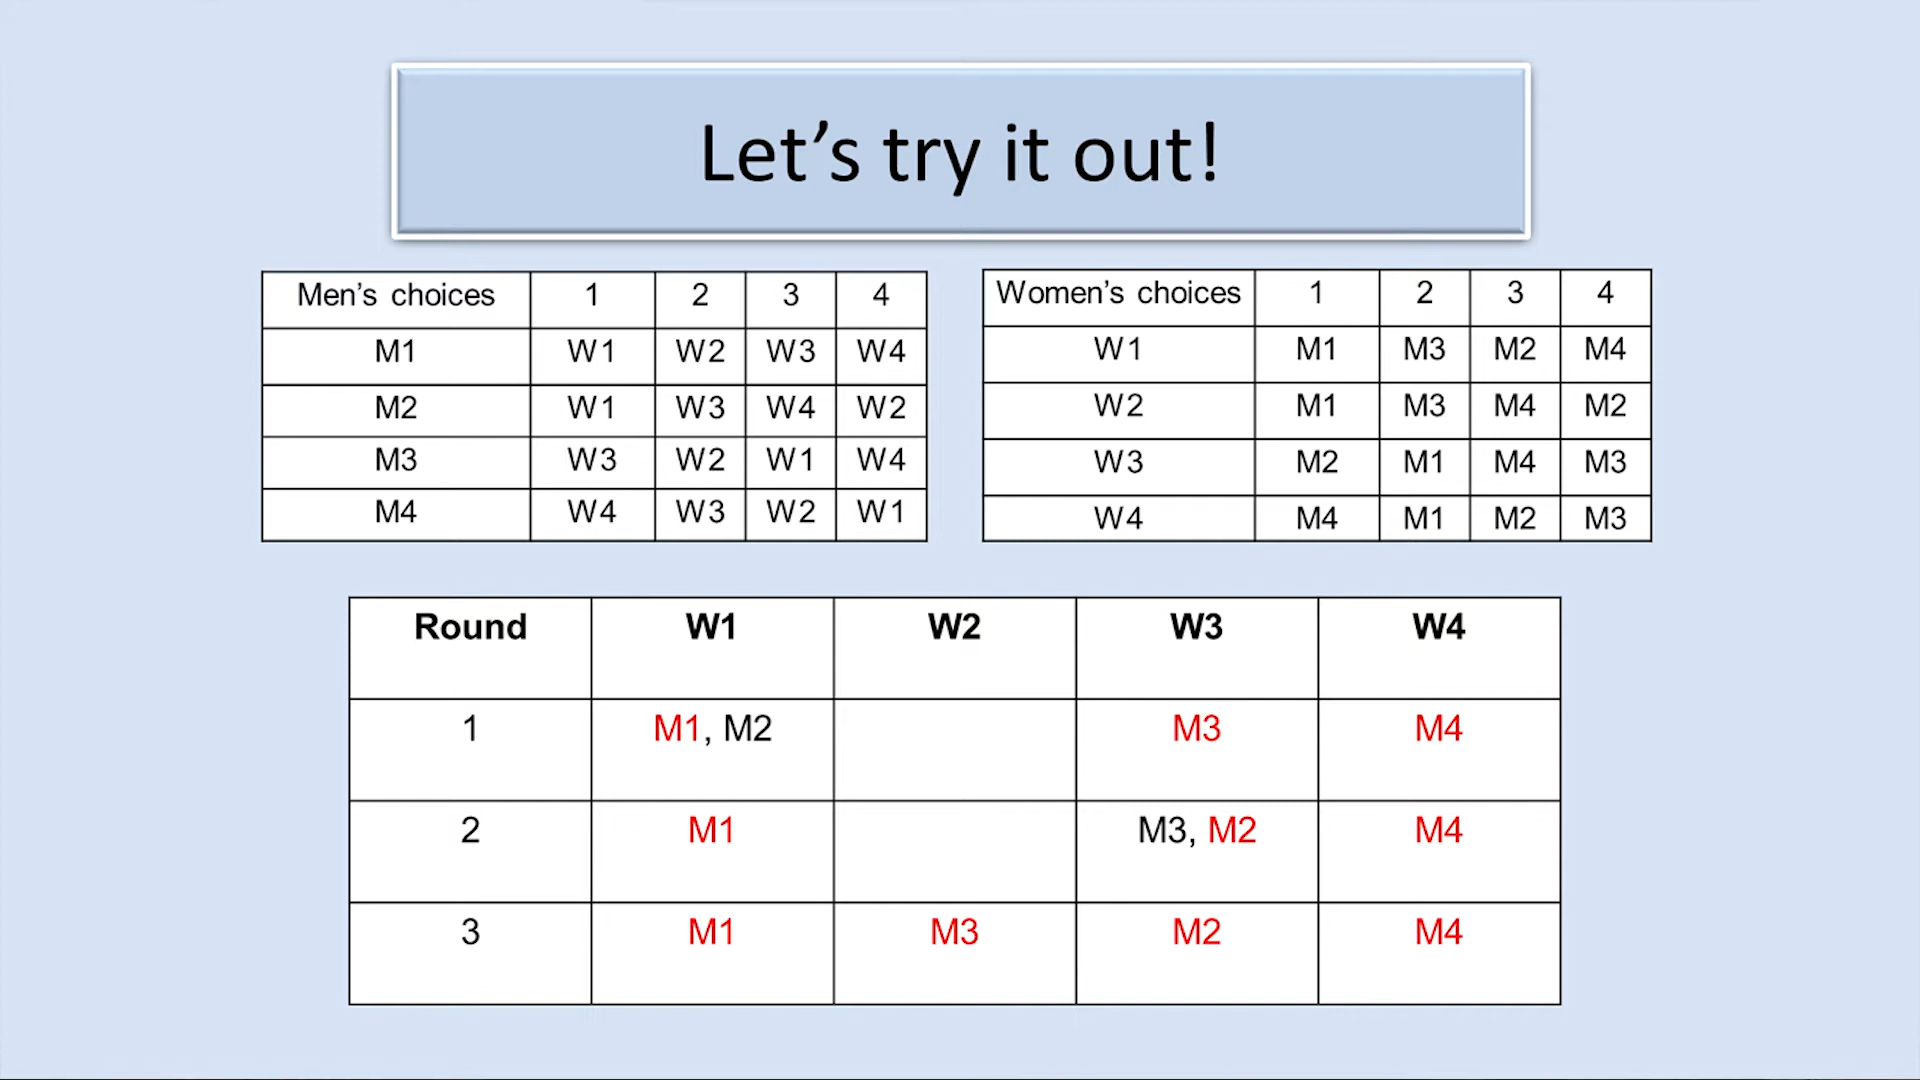 Let’s try it out!
Men’s choices 1 2 3 4
M1 W1 W2 W3 W4
M2 W1 W3 W4 W2
M3 W3 W2 W1 W4
M4 W4 W3 W2 W1
Women’s choices 1 2 3 4
W1 M1 M3 M2 M4
W2 M1 M3 M4 M2
W3 M2 M1 M4 M3
W4 M4 M1 M2 M3
Round W1 W2 W3 W4
1 M1, M2 M3 M4
2 M1 M3, M2 M4
3 M1 M3 M2 M4